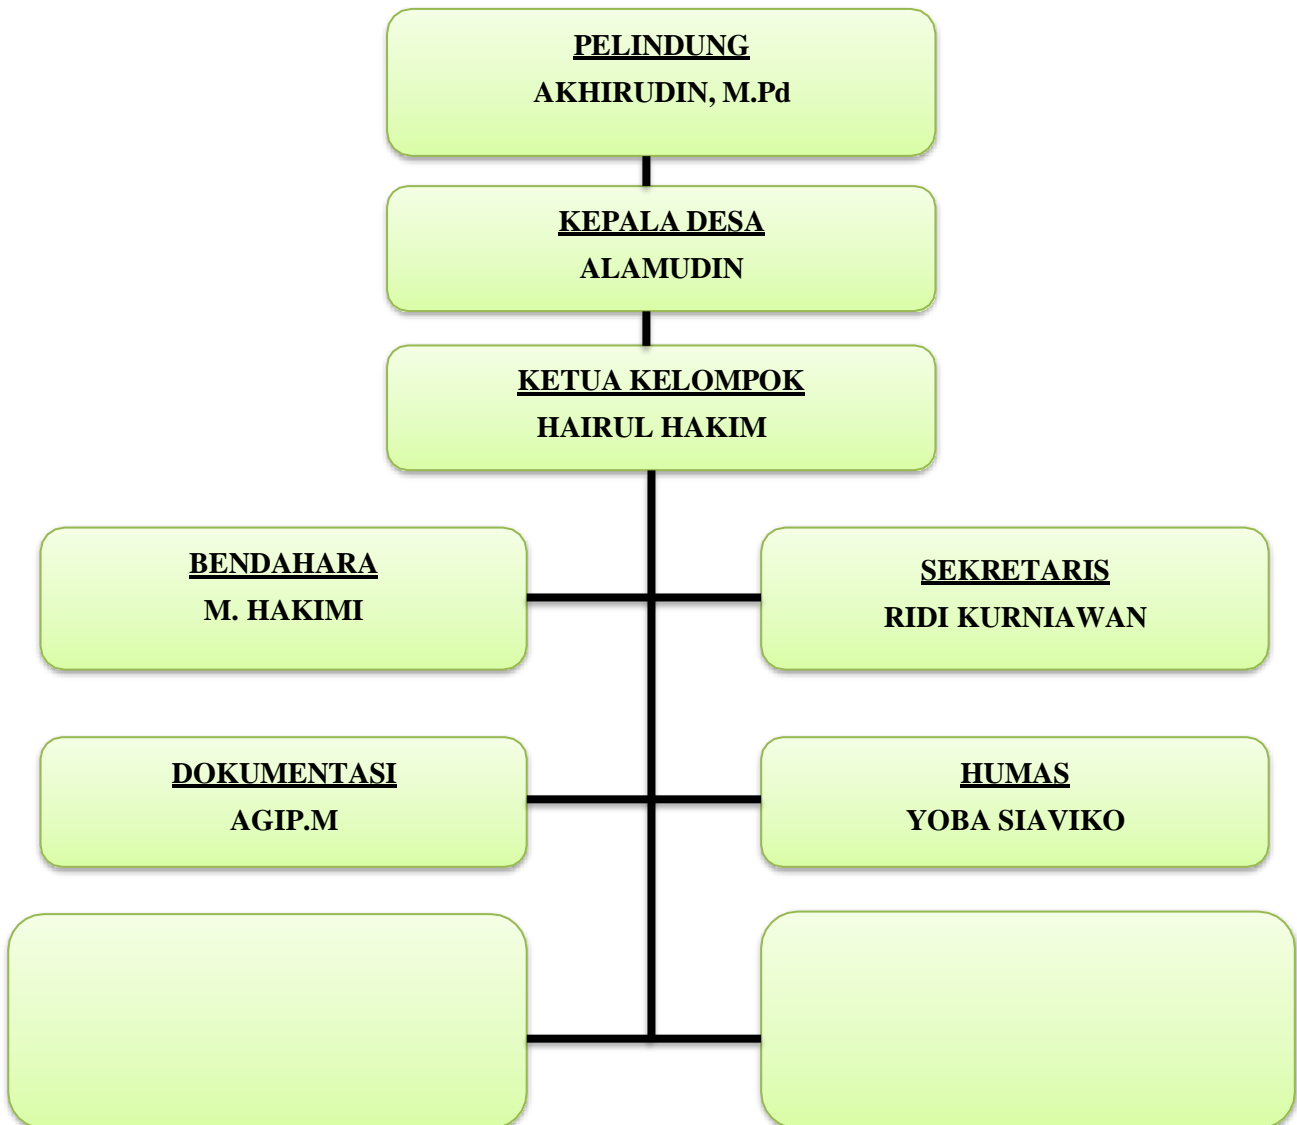 PELINDUNG
AKHIRUDIN, M.Pd
KEPALA DESA
ALAMUDIN
KETUA KELOMPOK
HAIRUL HAKIM
BENDAHARA
M. HAKIMI
SEKRETARIS
RIDI KURNIAWAN
DOKUMENTASI
AGIP.M
HUMAS
YOBA SIAVIKO